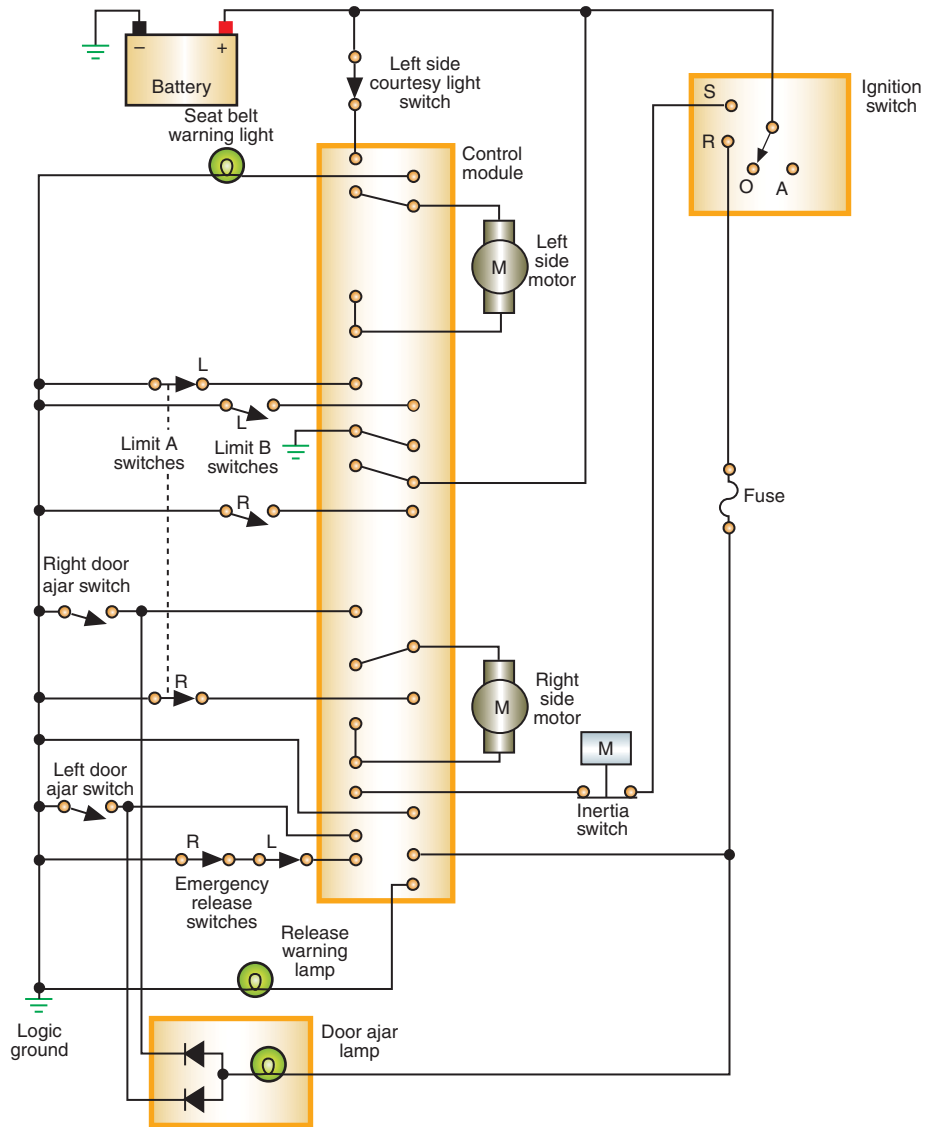 −
+
Battery
Left side
courtesy light
switch
Ignition
switch
S
R
O
A
Seat belt
warning light
Control
module
M
Left
side
motor
L
L
Limit A
switches
Limit B
switches
R
Fuse
Right door
ajar switch
R
M
Right
side
motor
M
Inertia
switch
Left door
ajar switch
R
L
Emergency
release
switches
Release
warning
lamp
Logic
ground
Door ajar
lamp